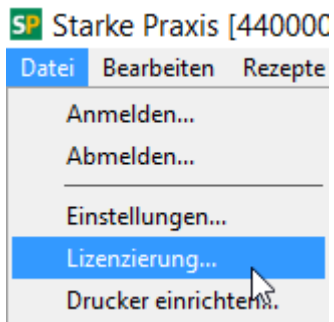 SP Starke Praxis [440000
Datei Bearbeiten Rezepte
Anmelden...
Abmelden...
Einstellungen...
Lizenzierung...
Drucker einrichten...